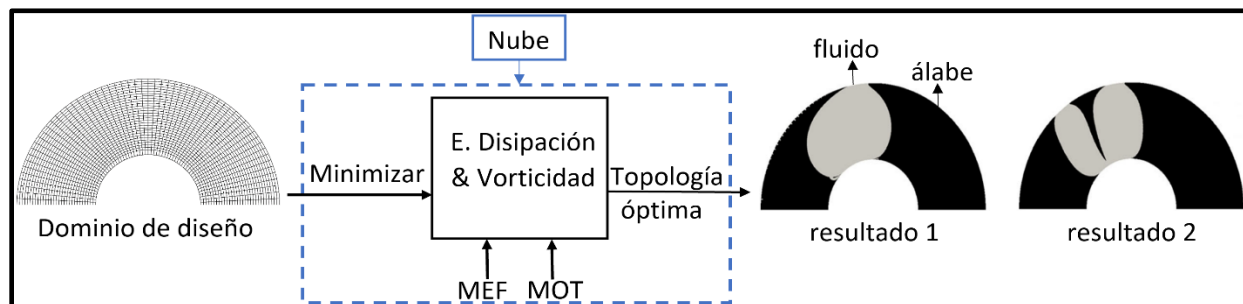 Nube
fluido
álabe
E. Disipación
& Vorticidad
Minimizar
Topología
óptima
Dominio de diseño
resultado 1
resultado 2
MEF
MOT